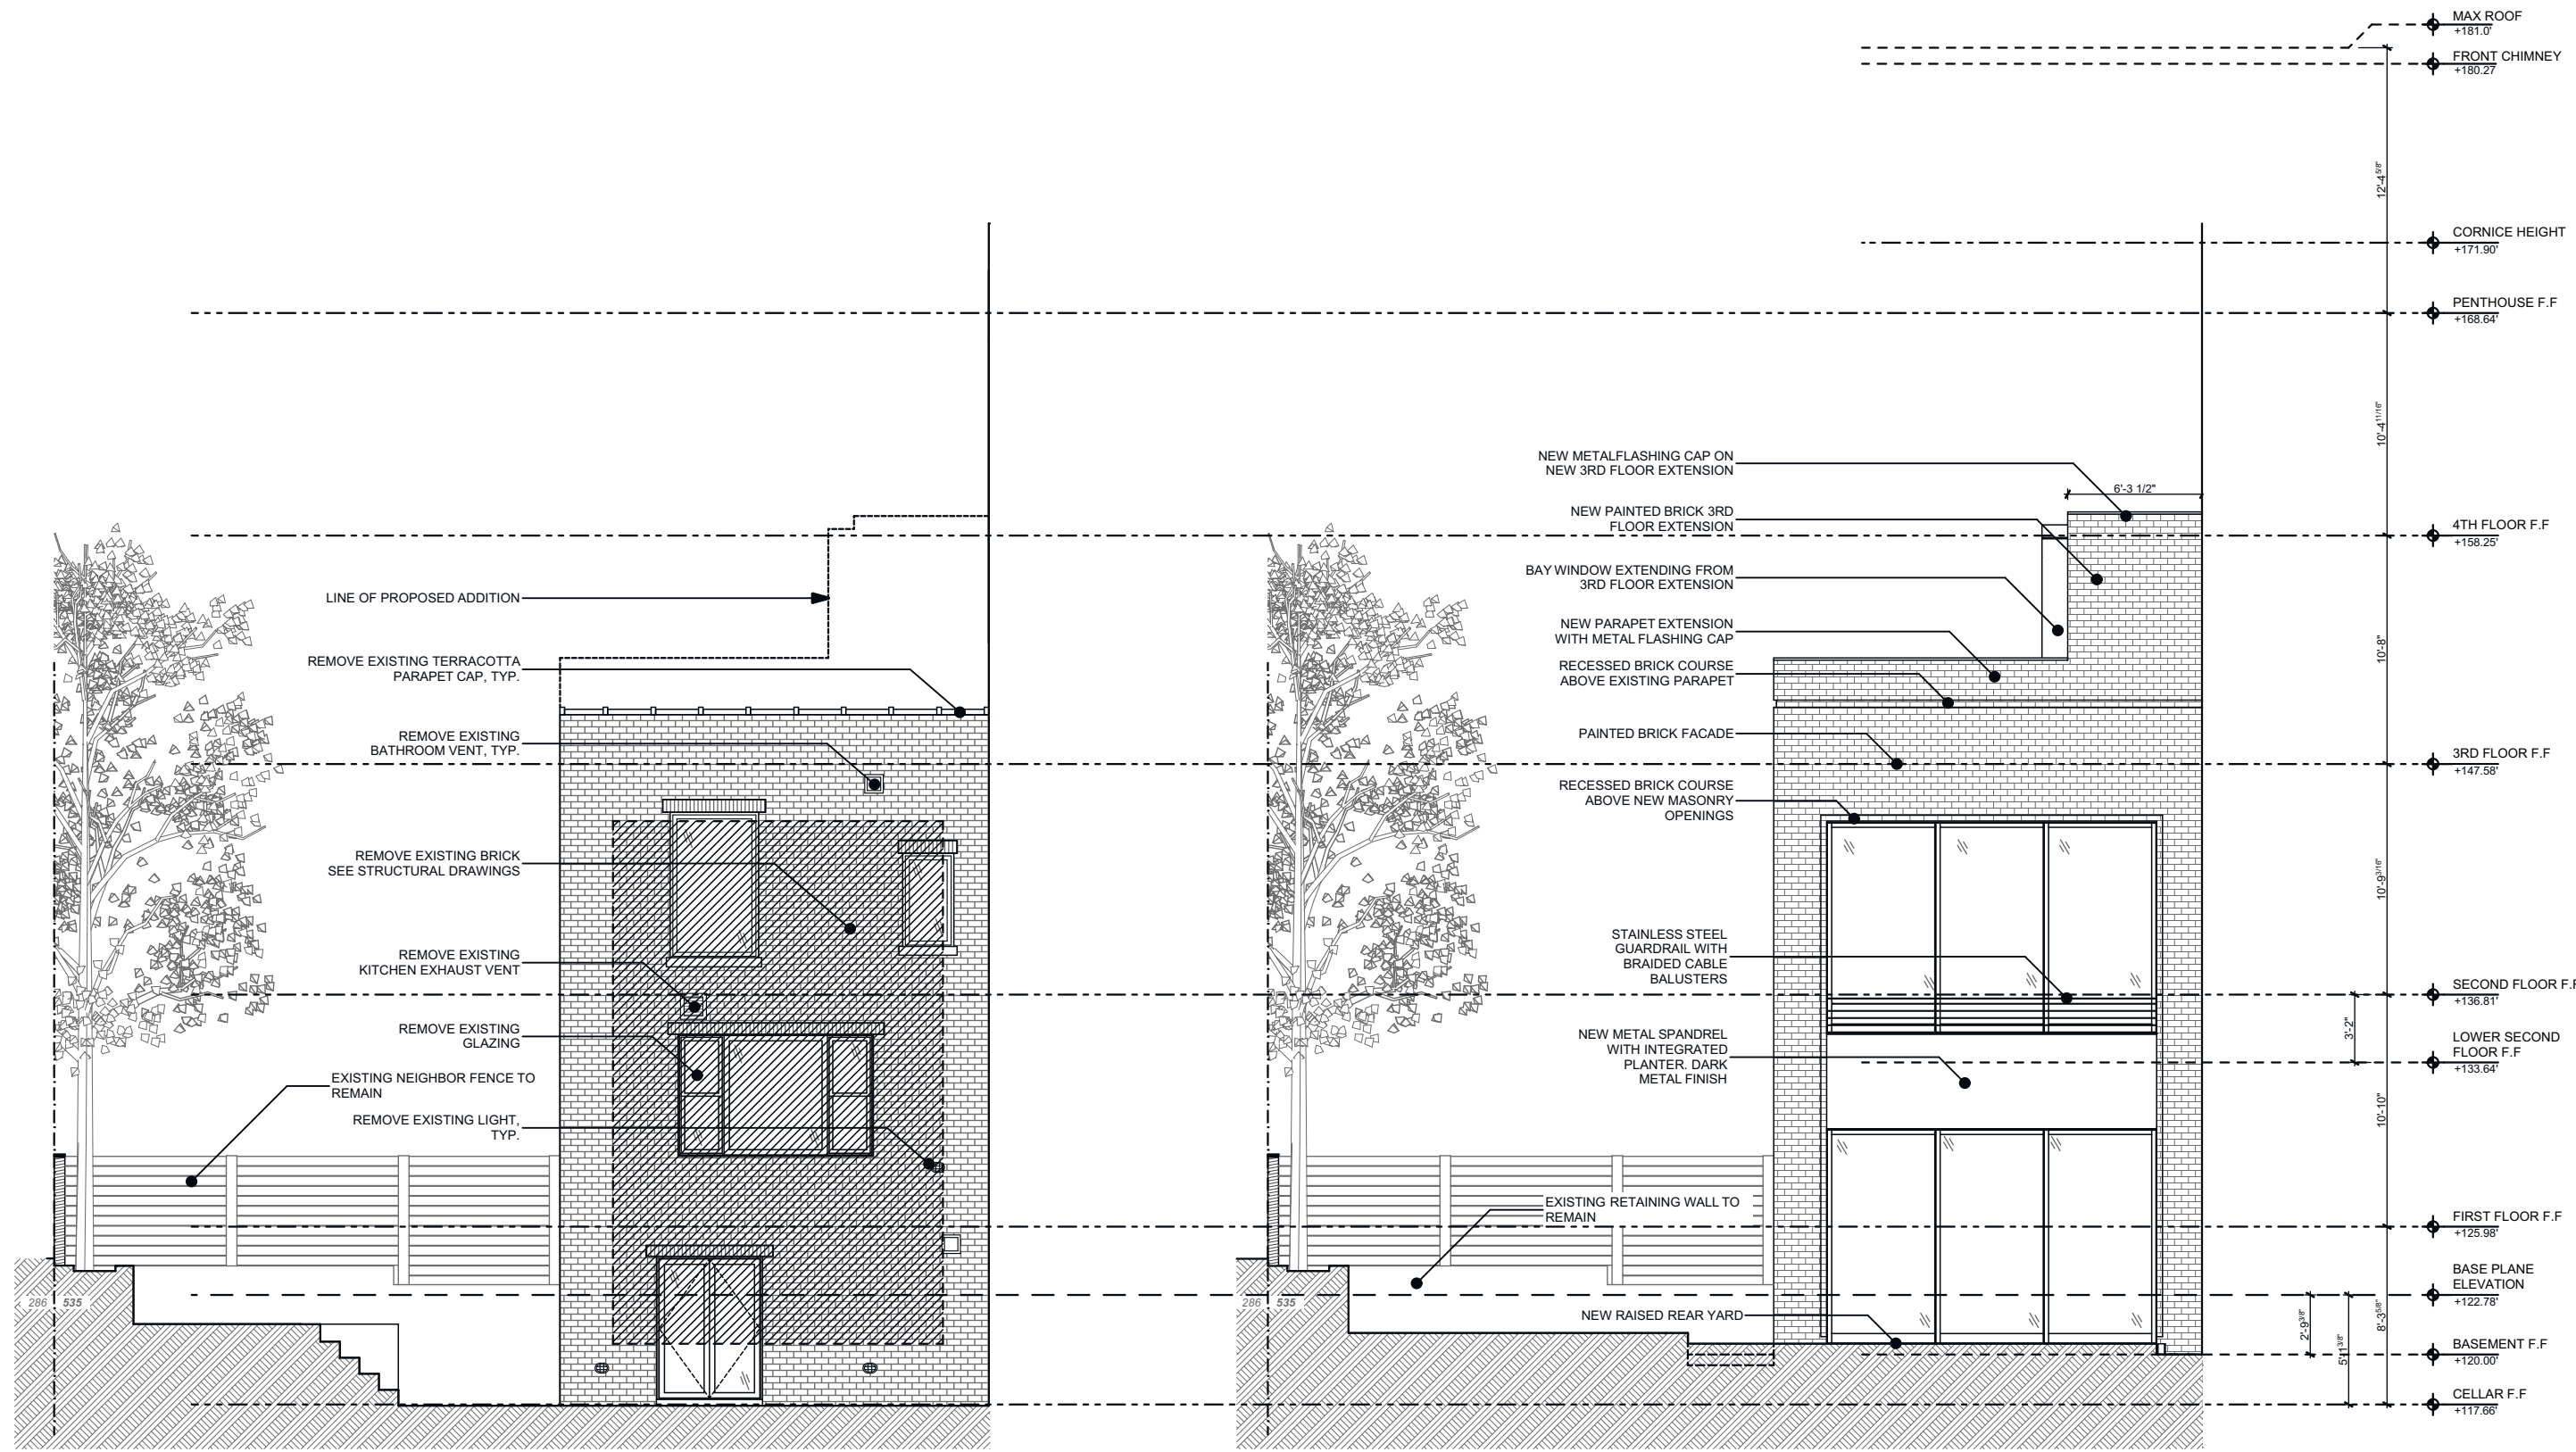 MAX ROOF
+181.0'
FRONT CHIMNEY
+180.27
12'-4 5/8"
CORNICE HEIGHT
+171.90'
PENTHOUSE F.F
+168.64'
10'-4 11/16"
4TH FLOOR F.F
+158.25'
10'-8"
3RD FLOOR F.F
+147.58'
10'-9 3/16"
SECOND FLOOR F.F
+136.81'
3'-2"
LOWER SECOND
FLOOR F.F
+133.64'
10'-10"
FIRST FLOOR F.F
+125.98'
BASE PLANE
ELEVATION
+122.78'
2'-9 3/8"
8'-3 5/8"
BASEMENT F.F
+120.00'
CELLAR F.F
+117.66'
LINE OF PROPOSED ADDITION
REMOVE EXISTING TERRACOTTA
PARAPET CAP, TYP.
REMOVE EXISTING
BATHROOM VENT, TYP.
REMOVE EXISTING BRICK
SEE STRUCTURAL DRAWINGS
REMOVE EXISTING
KITCHEN EXHAUST VENT
REMOVE EXISTING
GLAZING
EXISTING NEIGHBOR FENCE TO
REMAIN
REMOVE EXISTING LIGHT,
TYP.
286 535
NEW METALFLASHING CAP ON
NEW 3RD FLOOR EXTENSION
6'-3 1/2"
NEW PAINTED BRICK 3RD
FLOOR EXTENSION
BAY WINDOW EXTENDING FROM
3RD FLOOR EXTENSION
NEW PARAPET EXTENSION
WITH METAL FLASHING CAP
RECESSED BRICK COURSE
ABOVE EXISTING PARAPET
PAINTED BRICK FACADE
RECESSED BRICK COURSE
ABOVE NEW MASONRY
OPENINGS
STAINLESS STEEL
GUARDRAIL WITH
BRAIDED CABLE
BALUSTERS
NEW METAL SPANDREL
WITH INTEGRATED
PLANTER. DARK
METAL FINISH
EXISTING RETAINING WALL TO
REMAIN
NEW RAISED REAR YARD
286 535